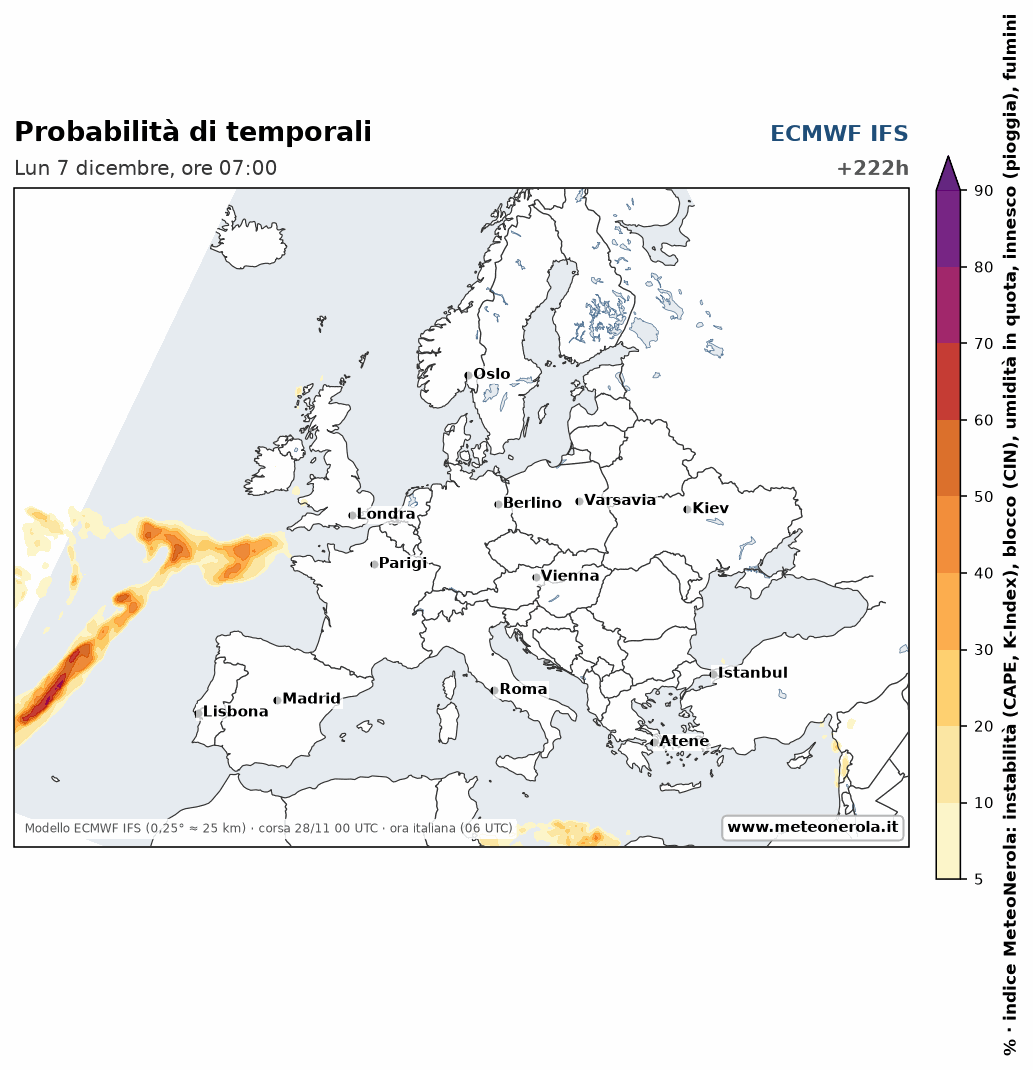 Probabilità di temporali
ECMWF IFS
Lun 7 dicembre, ore 07:00
+222h
Oslo
Londra
Berlino
Varsavia
Kiev
Parigi
Vienna
Istanbul
Roma
Madrid
Lisbona
Atene
Modello ECMWF IFS (0,25° ≈ 25 km) · corsa 28/11 00 UTC · ora italiana (06 UTC)
www.meteonerola.it
90
80
70
60
50
40
30
20
10
5
% · indice MeteoNerola: instabilità (CAPE, K-Index), blocco (CIN), umidità in quota, innesco (pioggia), fulmini